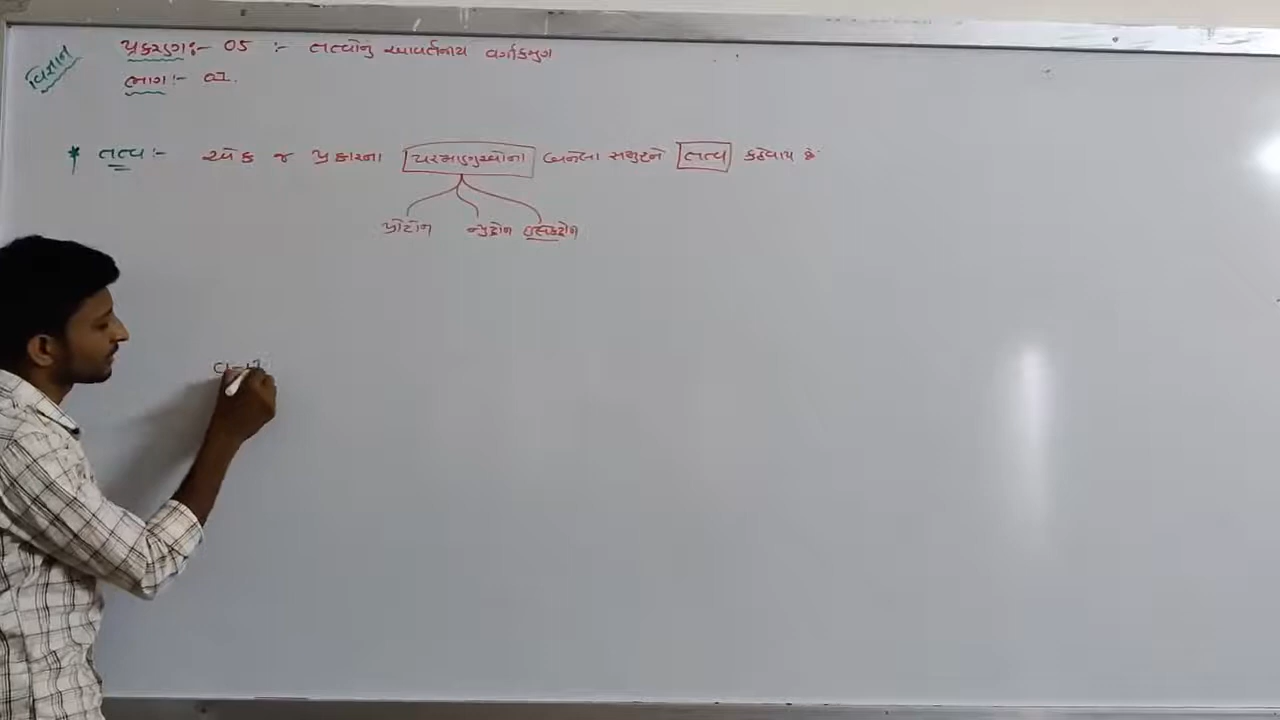 વિજ્ઞાન
પ્રકરણ:- 05 :- તત્વોનું આવર્તનીય વર્ગીકરણ
ભાગ:- 01.
* તત્વ:- એક જ પ્રકારના પરમાણુઓના બનેલા સમુહને તત્વ કહેવાય છે
પ્રોટોન ન્યુટ્રોન ઇલેક્ટ્રોન